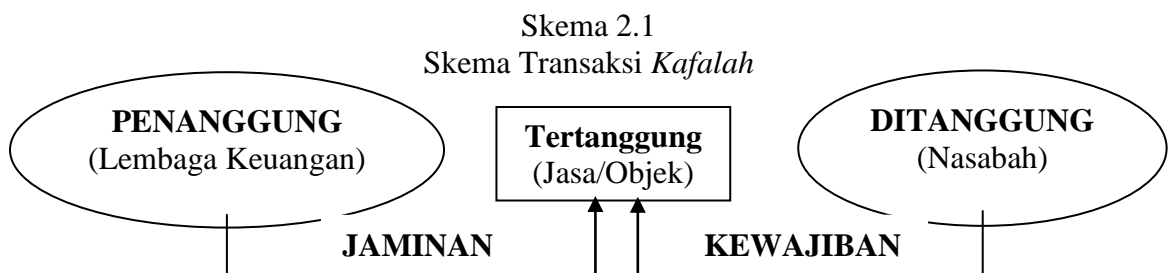 Skema 2.1
Skema Transaksi Kafalah
PENANGGUNG
(Lembaga Keuangan)
Tertanggung
(Jasa/Objek)
DITANGGUNG
(Nasabah)
JAMINAN
KEWAJIBAN